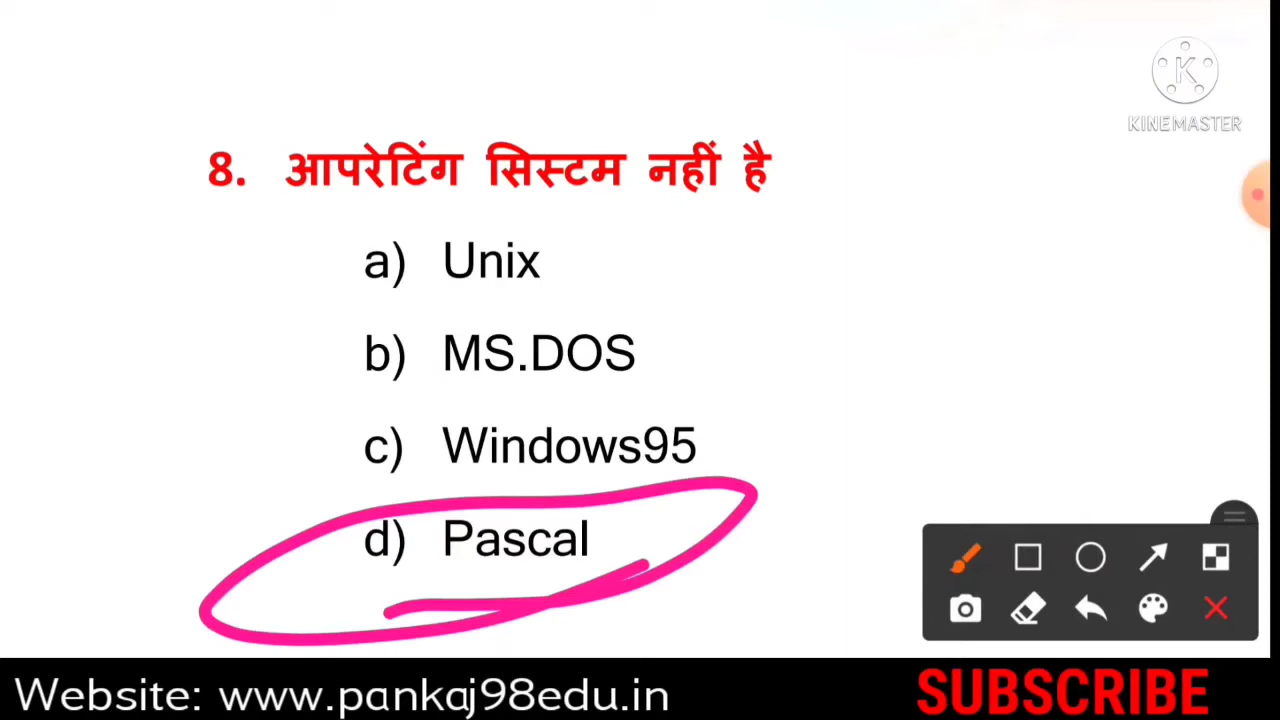 KINEMASTER
8. आपरेटिंग सिस्टम नहीं है
a) Unix
b) MS.DOS
c) Windows95
d) Pascal
Website: www.pankaj98edu.in SUBSCRIBE